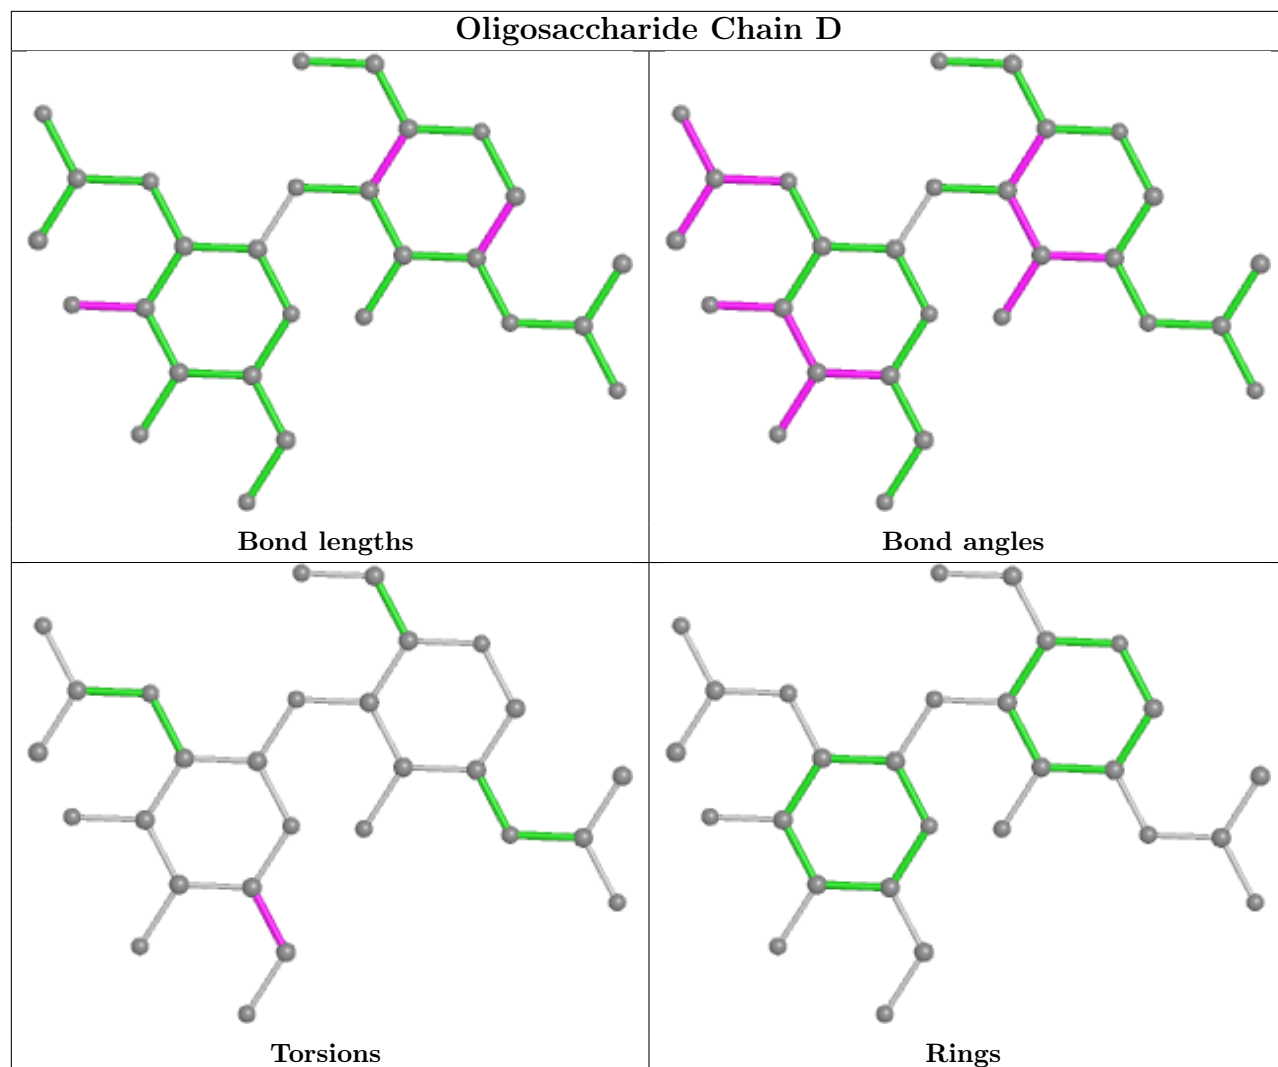 Oligosaccharide Chain D
Bond lengths
Bond angles
Torsions
Rings